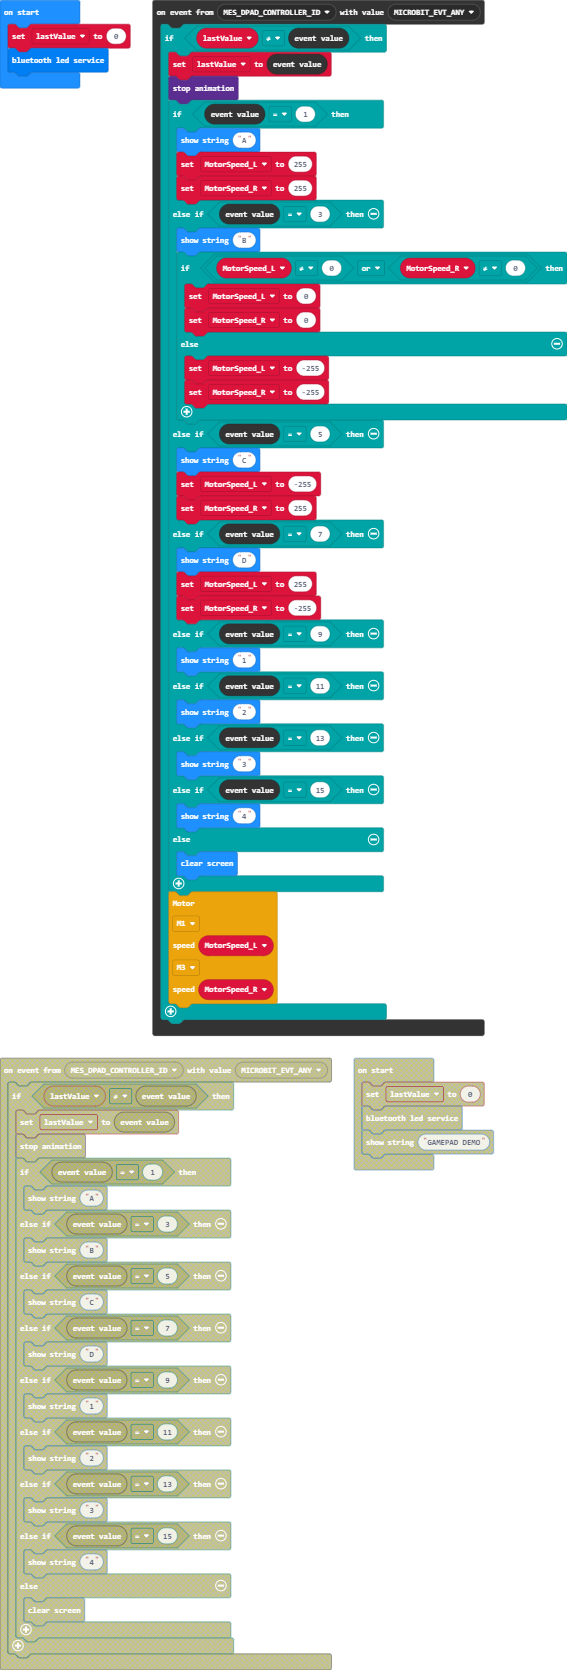 on start
set lastValue to 0
bluetooth led service
on event from MES_DPAD_CONTROLLER_ID with value MICROBIT_EVT_ANY
if lastValue ≠ event value then
set lastValue to event value
stop animation
if event value = 1 then
show string "A"
set MotorSpeed_L to 255
set MotorSpeed_R to 255
else if event value = 3 then
show string "B"
if MotorSpeed_L ≠ 0 or MotorSpeed_R ≠ 0 then
set MotorSpeed_L to 0
set MotorSpeed_R to 0
else
set MotorSpeed_L to -255
set MotorSpeed_R to -255
else if event value = 5 then
show string "C"
set MotorSpeed_L to -255
set MotorSpeed_R to 255
else if event value = 7 then
show string "D"
set MotorSpeed_L to 255
set MotorSpeed_R to -255
else if event value = 9 then
show string "1"
else if event value = 11 then
show string "2"
else if event value = 13 then
show string "3"
else if event value = 15 then
show string "4"
else
clear screen
Motor
M1
speed MotorSpeed_L
M3
speed MotorSpeed_R
on event from MES_DPAD_CONTROLLER_ID with value MICROBIT_EVT_ANY
if lastValue ≠ event value then
set lastValue to event value
stop animation
if event value = 1 then
show string "A"
else if event value = 3 then
show string "B"
else if event value = 5 then
show string "C"
else if event value = 7 then
show string "D"
else if event value = 9 then
show string "1"
else if event value = 11 then
show string "2"
else if event value = 13 then
show string "3"
else if event value = 15 then
show string "4"
else
clear screen
on start
set lastValue to 0
bluetooth led service
show string "GAMEPAD DEMO"